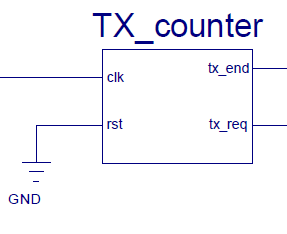 TX_counter
clk
tx_end
rst
tx_req
GND